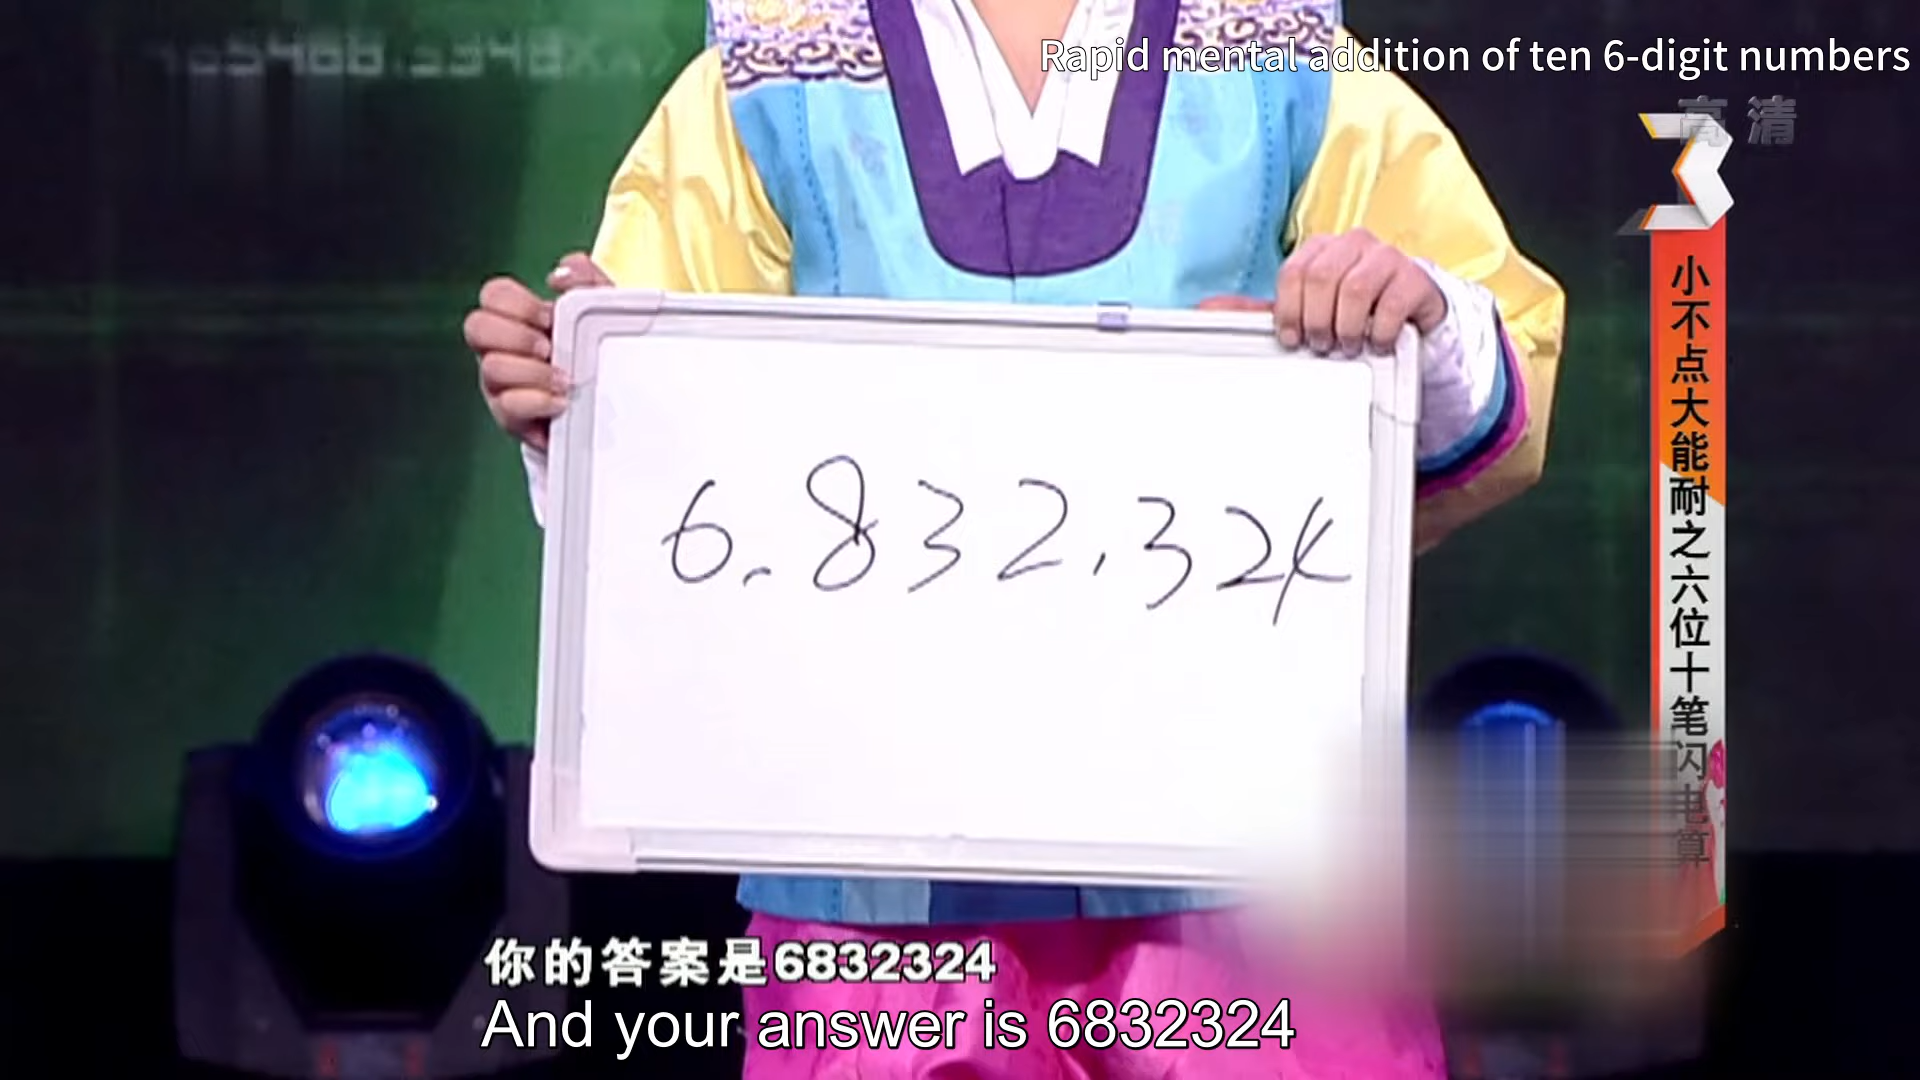 Rapid mental addition of ten 6-digit numbers
高清
3
小不点大能耐之六位十笔闪电算
6.832,324
你的答案是6832324
And your answer is 6832324